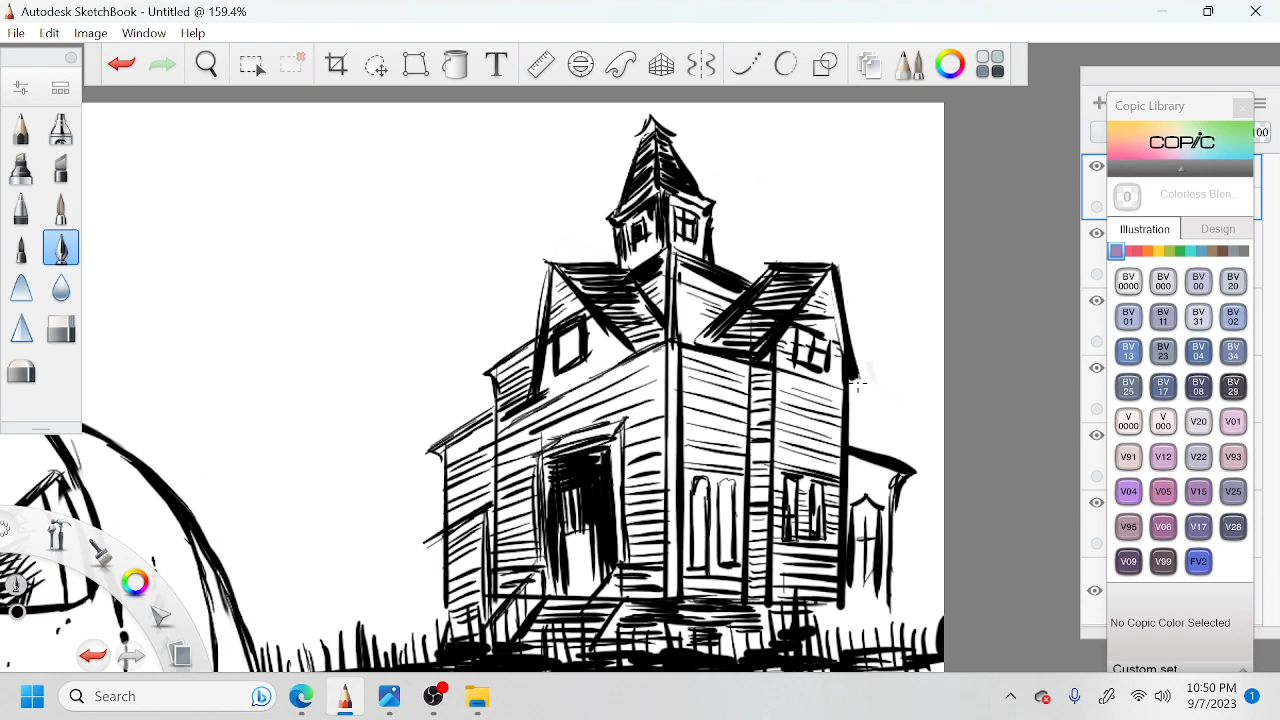 Autodesk SketchBook - Untitled @ 159.4%
File Edit Image Window Help
T
Copic Library
COPIC
0 Colorless Blen..
Illustration Design
BV 0000 BV 000 BV 00 BV 20
BV 01 BV 11 BV 31 BV 02
BV 13 BV 23 BV 04 BV 34
BV 25 BV 17 BV 08 BV 29
V 0000 V 000 V20 V01
V91 V12 V22 V93
V04 V05 V15 V25
V95 V06 V17 V28
V09 V99 FV2
No Copic Color Selected
Custom set
Search
10:50 PM
9/7/2023
1